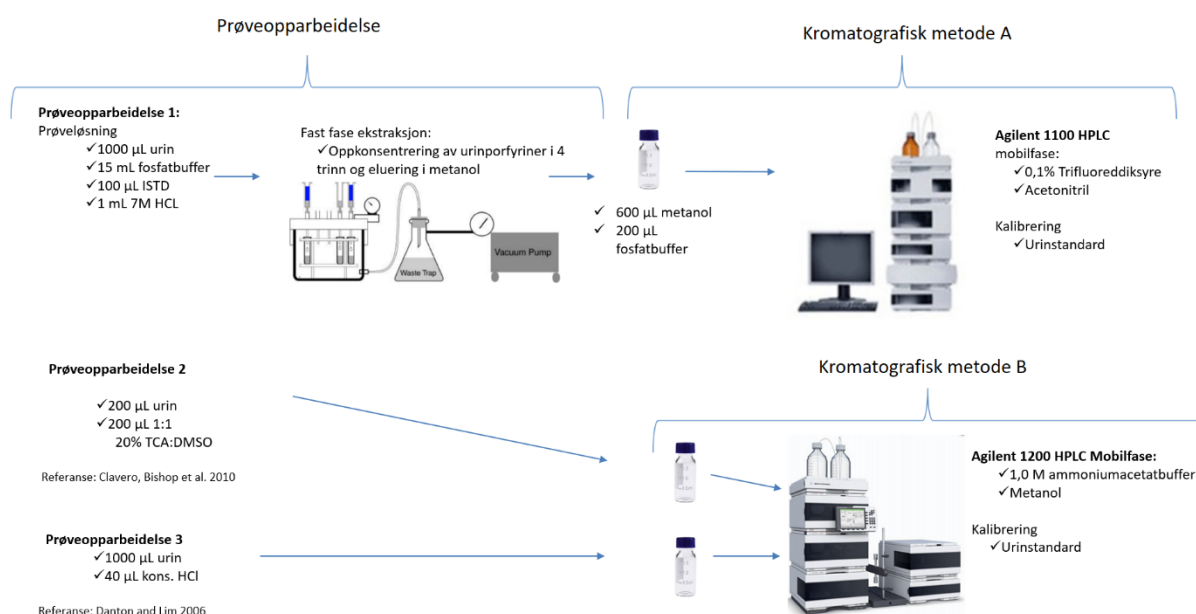 Prøveopparbeidelse
Kromatografisk metode A
Prøveopparbeidelse 1:
Prøveløsning
✓1000 µL urin
✓15 mL fosfatbuffer
✓100 µL ISTD
✓1 mL 7M HCL
Fast fase ekstraksjon:
✓Oppkonsentrering av urinporfyriner i 4
trinn og eluering i metanol
Waste Trap
Vacuum Pump
✓ 600 µL metanol
✓ 200 µL
fosfatbuffer
Agilent 1100 HPLC
mobilfase:
✓0,1% Trifluoreddiksyre
✓Acetonitril
Kalibrering
✓Urinstandard
Prøveopparbeidelse 2
✓200 µL urin
✓200 µL 1:1
20% TCA:DMSO
Referanse: Clavero, Bishop et al. 2010
Kromatografisk metode B
Agilent 1200 HPLC Mobilfase:
✓1,0 M ammoniumacetatbuffer
✓Metanol
Kalibrering
✓Urinstandard
Prøveopparbeidelse 3
✓1000 µL urin
✓40 µL kons. HCl
Referanse: Danton and Lim 2006